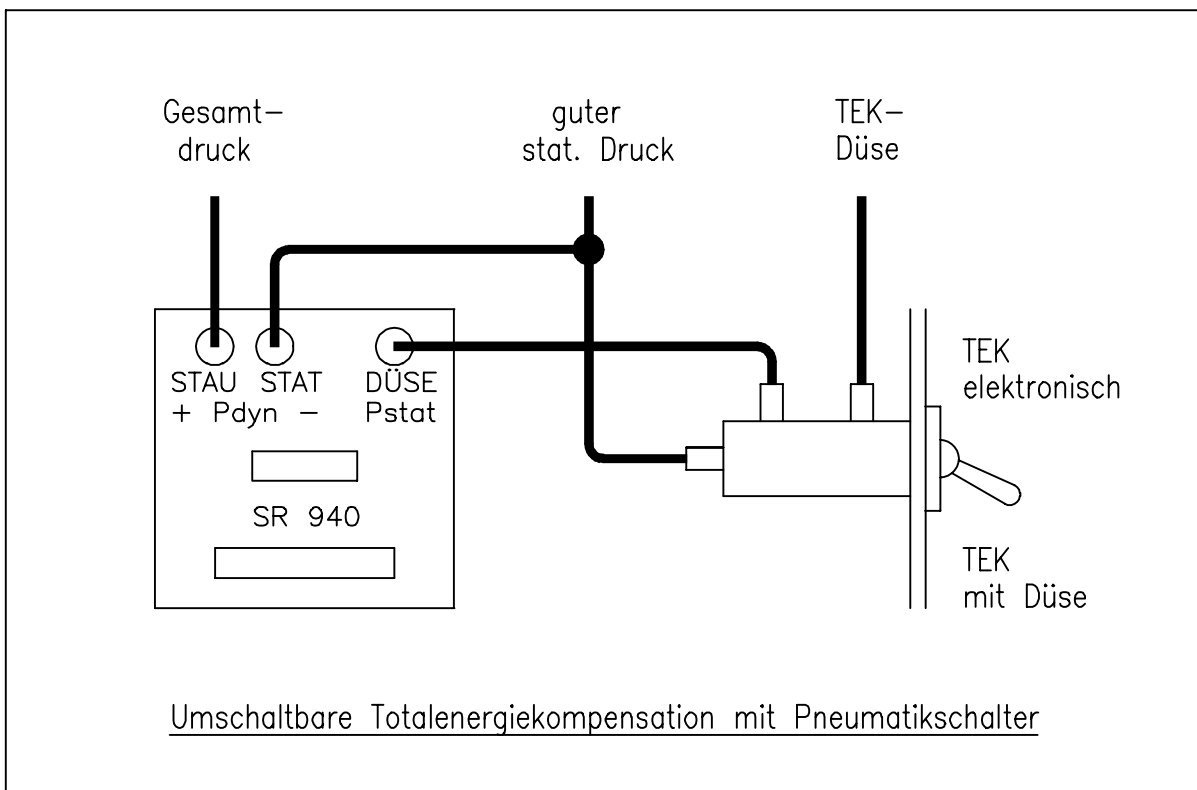 Gesamt-
druck
guter
stat. Druck
TEK-
Düse
STAU STAT
+ Pdyn -
DÜSE
Pstat
SR 940
TEK
elektronisch
TEK
mit Düse
Umschaltbare Totalenergiekompensation mit Pneumatikschalter